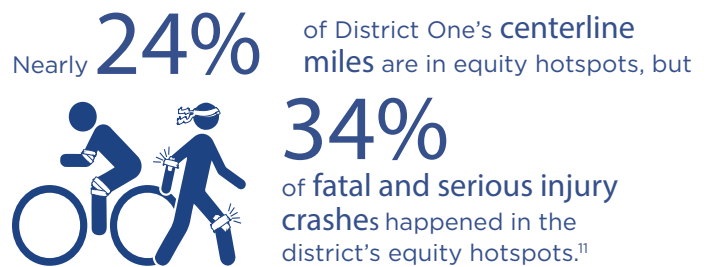 Nearly 24% of District One's centerline
miles are in equity hotspots, but
34%
of fatal and serious injury
crashes happened in the
district's equity hotspots.¹¹